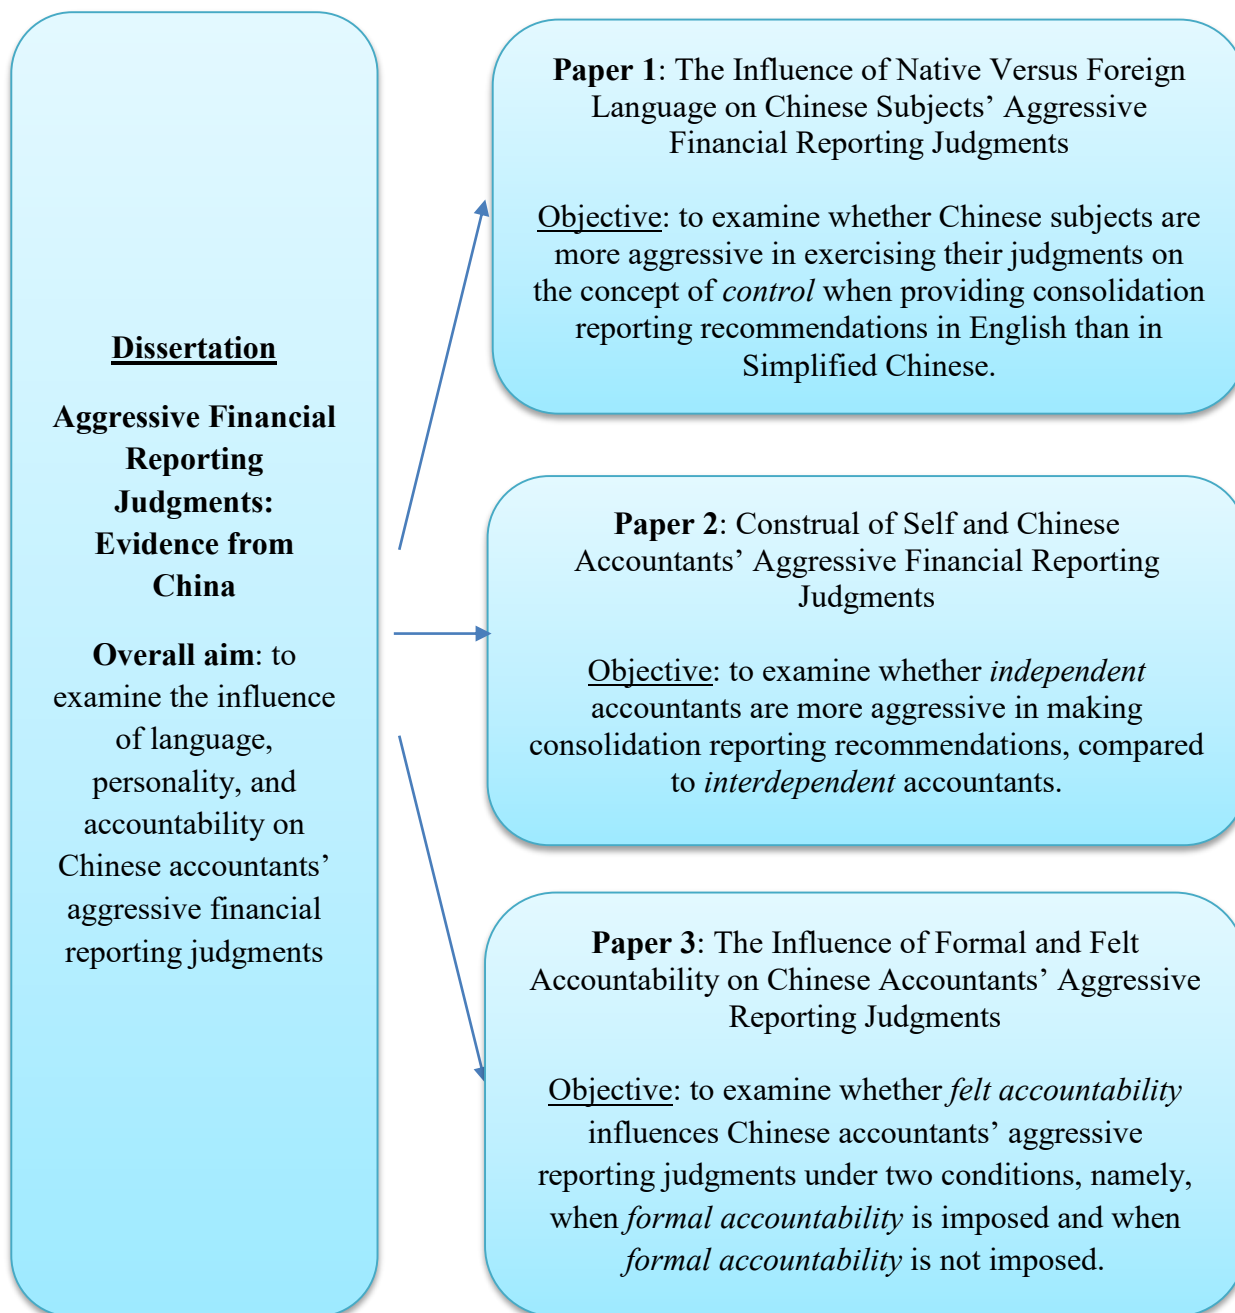 Dissertation
Aggressive Financial
Reporting
Judgments:
Evidence from
China
Overall aim: to
examine the influence
of language,
personality, and
accountability on
Chinese accountants’
aggressive financial
reporting judgments
Paper 1: The Influence of Native Versus Foreign
Language on Chinese Subjects’ Aggressive
Financial Reporting Judgments
Objective: to examine whether Chinese subjects are
more aggressive in exercising their judgments on
the concept of control when providing consolidation
reporting recommendations in English than in
Simplified Chinese.
Paper 2: Construal of Self and Chinese
Accountants’ Aggressive Financial Reporting
Judgments
Objective: to examine whether independent
accountants are more aggressive in making
consolidation reporting recommendations, compared
to interdependent accountants.
Paper 3: The Influence of Formal and Felt
Accountability on Chinese Accountants’ Aggressive
Reporting Judgments
Objective: to examine whether felt accountability
influences Chinese accountants’ aggressive
reporting judgments under two conditions, namely,
when formal accountability is imposed and when
formal accountability is not imposed.